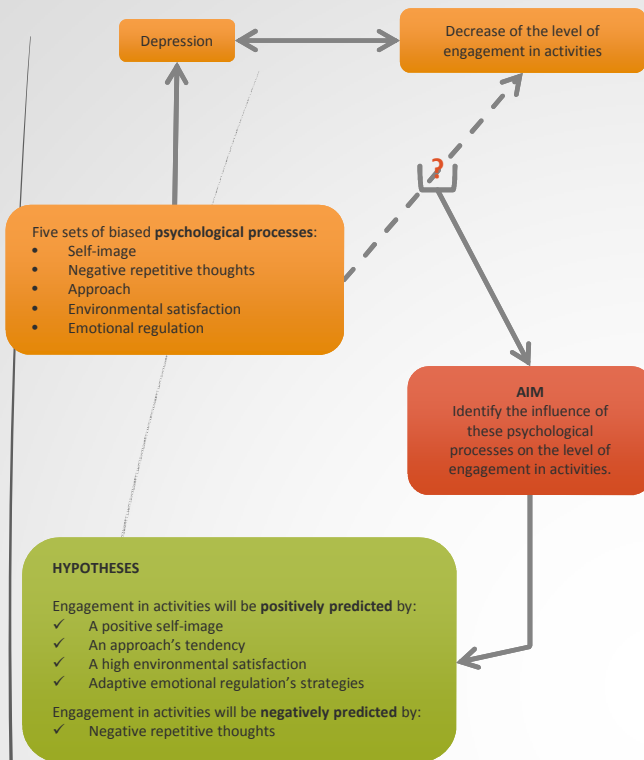 Depression
Decrease of the level of
engagement in activities
?
Five sets of biased psychological processes:
• Self-image
• Negative repetitive thoughts
• Approach
• Environmental satisfaction
• Emotional regulation
AIM
Identify the influence of
these psychological
processes on the level of
engagement in activities.
HYPOTHESES
Engagement in activities will be positively predicted by:
✓ A positive self-image
✓ An approach's tendency
✓ A high environmental satisfaction
✓ Adaptive emotional regulation's strategies
Engagement in activities will be negatively predicted by:
✓ Negative repetitive thoughts